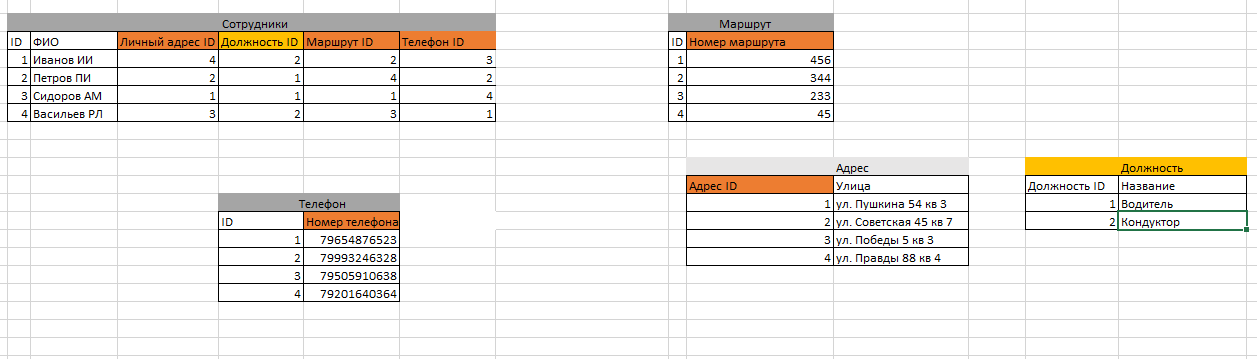 Сотрудники Маршрут
ID ФИО Личный адрес ID Должность ID Маршрут ID Телефон ID ID Номер маршрута
1 Иванов ИИ 4 2 2 3 1 456
2 Петров ПИ 2 1 4 2 2 344
3 Сидоров АМ 1 1 1 4 3 233
4 Васильев РЛ 3 2 3 1 4 45
Адрес Должность
Адрес ID Улица Должность ID Название
Телефон 1 ул. Пушкина 54 кв 3 1 Водитель
ID Номер телефона 2 ул. Советская 45 кв 7 2 Кондуктор
1 79654876523 3 ул. Победы 5 кв 3
2 79993246328 4 ул. Правды 88 кв 4
3 79505910638
4 79201640364